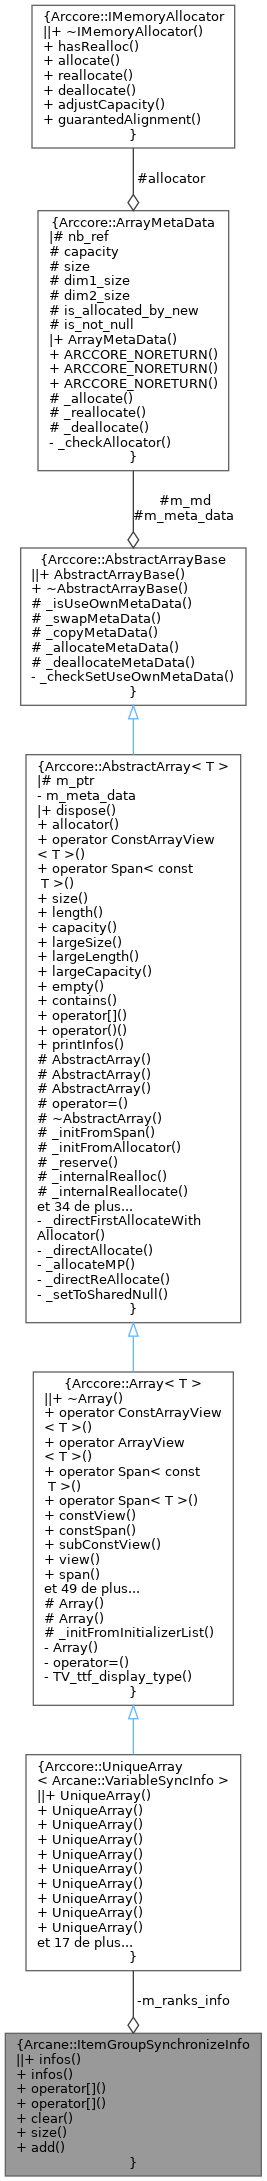 {Arccore::IMemoryAllocator
||+ ~IMemoryAllocator()
+ hasRealloc()
+ allocate()
+ reallocate()
+ deallocate()
+ adjustCapacity()
+ guarantedAlignment()
}
#allocator
{Arccore::ArrayMetaData
|# nb_ref
# capacity
# size
# dim1_size
# dim2_size
# is_allocated_by_new
# is_not_null
|+ ArrayMetaData()
+ ARCCORE_NORETURN()
+ ARCCORE_NORETURN()
+ ARCCORE_NORETURN()
# _allocate()
# _reallocate()
# _deallocate()
- _checkAllocator()
}
#m_md
#m_meta_data
{Arccore::AbstractArrayBase
||+ AbstractArrayBase()
+ ~AbstractArrayBase()
# _isUseOwnMetaData()
# _swapMetaData()
# _copyMetaData()
# _allocateMetaData()
# _deallocateMetaData()
- _checkSetUseOwnMetaData()
}
{Arccore::AbstractArray< T >
|# m_ptr
- m_meta_data
|+ dispose()
+ allocator()
+ operator ConstArrayView
< T >()
+ operator Span< const
T >()
+ size()
+ length()
+ capacity()
+ largeSize()
+ largeLength()
+ largeCapacity()
+ empty()
+ contains()
+ operator[]()
+ operator()()
+ printInfos()
# AbstractArray()
# AbstractArray()
# AbstractArray()
# operator=()
# ~AbstractArray()
# _initFromSpan()
# _initFromAllocator()
# _reserve()
# _internalRealloc()
# _internalReallocate()
et 34 de plus...
- _directFirstAllocateWith
Allocator()
- _directAllocate()
- _allocateMP()
- _directReAllocate()
- _setToSharedNull()
}
{Arccore::Array< T >
||+ ~Array()
+ operator ConstArrayView
< T >()
+ operator ArrayView
< T >()
+ operator Span< const
T >()
+ operator Span< T >()
+ constView()
+ constSpan()
+ subConstView()
+ view()
+ span()
et 49 de plus...
# Array()
# Array()
# _initFromInitializerList()
- Array()
- operator=()
- TV_ttf_display_type()
}
{Arccore::UniqueArray
< Arcane::VariableSyncInfo >
||+ UniqueArray()
+ UniqueArray()
+ UniqueArray()
+ UniqueArray()
+ UniqueArray()
+ UniqueArray()
+ UniqueArray()
+ UniqueArray()
+ UniqueArray()
+ UniqueArray()
et 17 de plus...
}
-m_ranks_info
{Arcane::ItemGroupSynchronizeInfo
||+ infos()
+ infos()
+ operator[]()
+ operator[]()
+ clear()
+ size()
+ add()
}